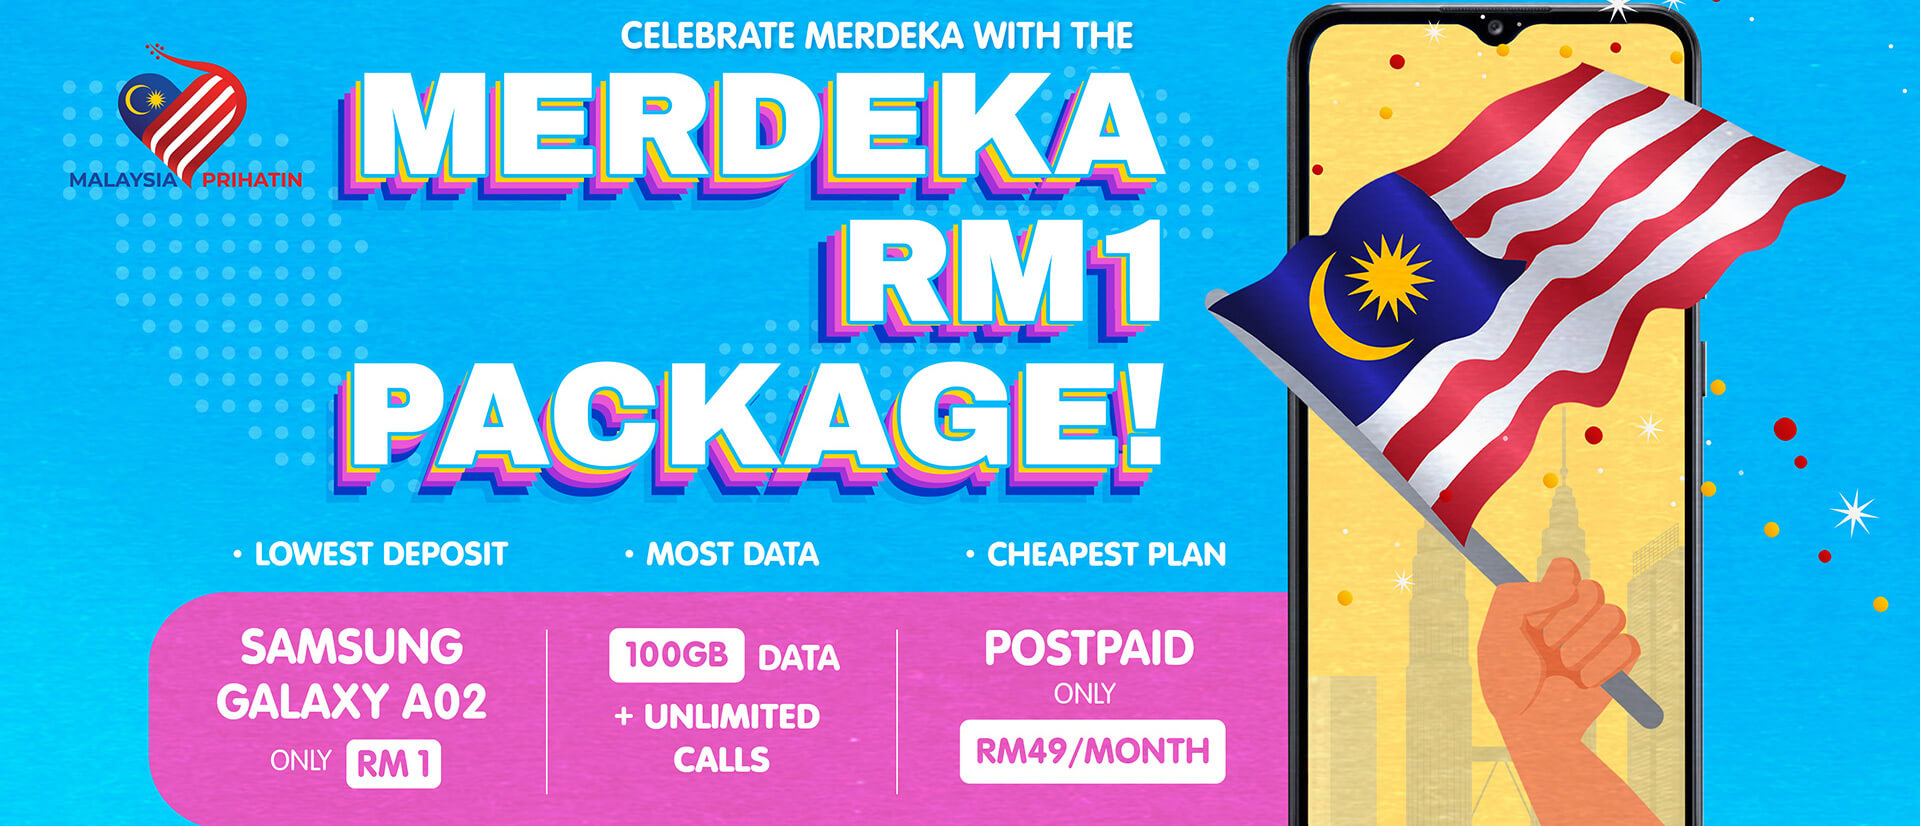 CELEBRATE MERDEKA WITH THE
MALAYSIA PRIHATIN
MERDEKA
RM1
PACKAGE!
• LOWEST DEPOSIT
• MOST DATA
• CHEAPEST PLAN
SAMSUNG
GALAXY A02
ONLY RM1
100GB DATA
+ UNLIMITED
CALLS
POSTPAID
ONLY
RM49/MONTH